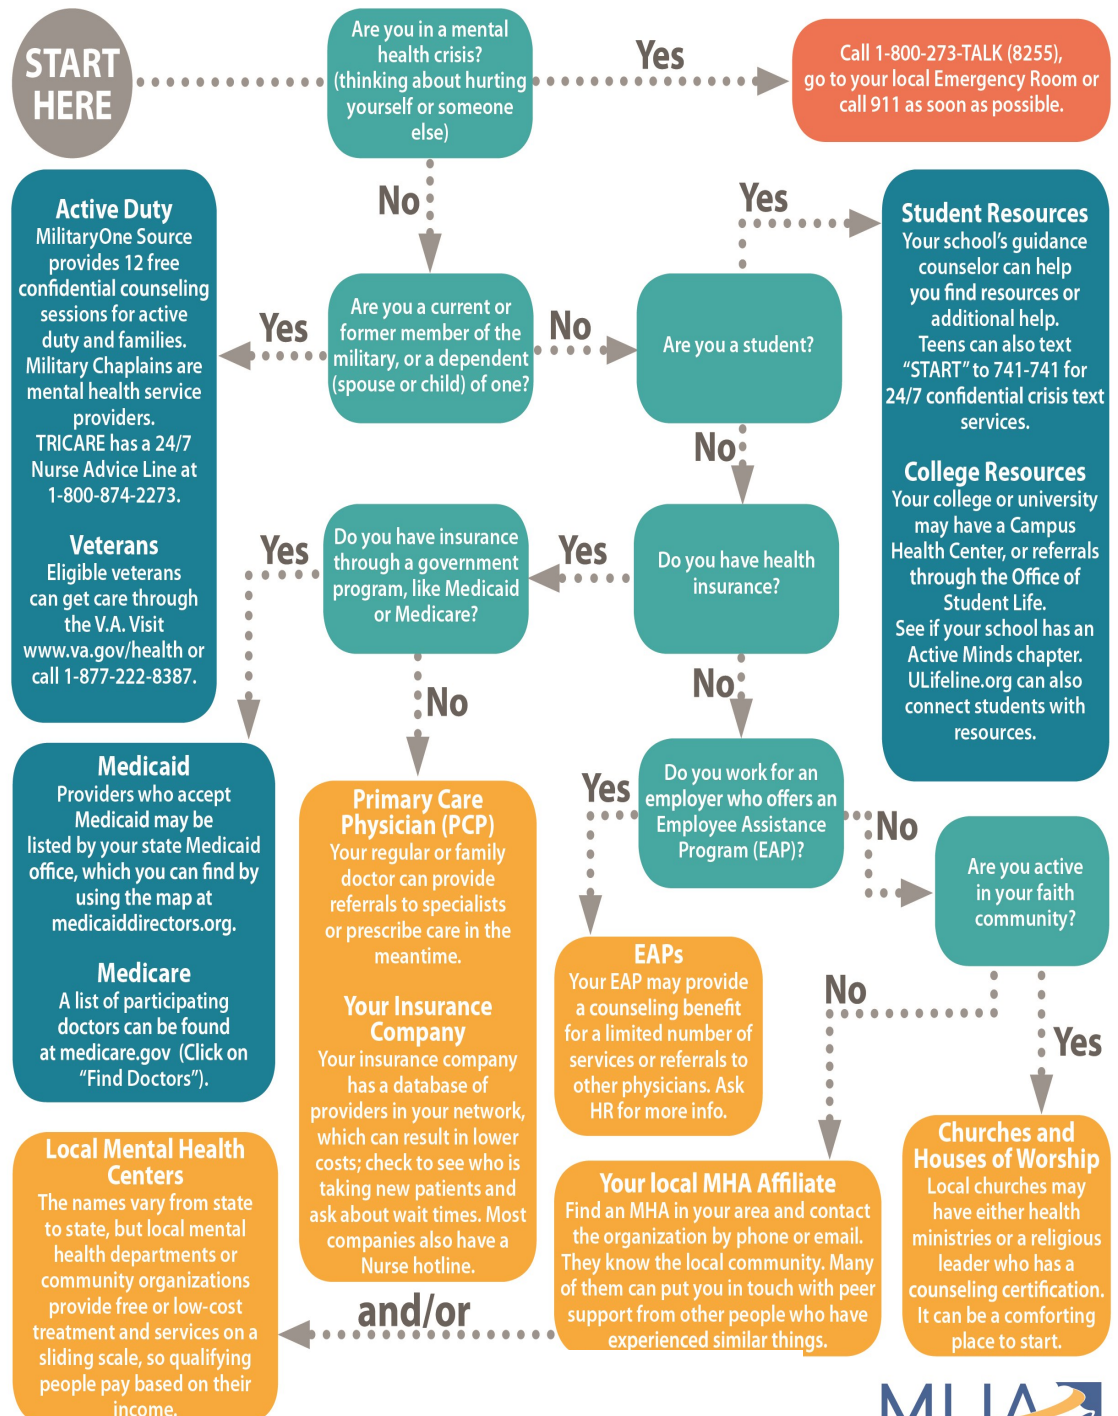 START
HERE
Are you in a mental
health crisis?
(thinking about hurting
yourself or someone
else)
Yes
Call 1-800-273-TALK (8255),
go to your local Emergency Room or
call 911 as soon as possible.
No
Active Duty
MilitaryOne Source
provides 12 free
confidential counseling
sessions for active
duty and families.
Military Chaplains are
mental health service
providers.
TRICARE has a 24/7
Nurse Advice Line at
1-800-874-2273.
Veterans
Eligible veterans
can get care through
the V.A. Visit
www.va.gov/health or
call 1-877-222-8387.
Yes
Are you a current or
former member of the
military, or a dependent
(spouse or child) of one?
No
Are you a student?
Yes
Student Resources
Your school's guidance
counselor can help
you find resources or
additional help.
Teens can also text
“START” to 741-741 for
24/7 confidential crisis text
services.
College Resources
Your college or university
may have a Campus
Health Center, or referrals
through the Office of
Student Life.
See if your school has an
Active Minds chapter.
ULifeline.org can also
connect students with
resources.
No
Do you have health
insurance?
Yes
Do you have insurance
through a government
program, like Medicaid
or Medicare?
Yes
Medicaid
Providers who accept
Medicaid may be
listed by your state Medicaid
office, which you can find by
using the map at
medicaiddirectors.org.
Medicare
A list of participating
doctors can be found
at medicare.gov (Click on
“Find Doctors”).
No
Primary Care
Physician (PCP)
Your regular or family
doctor can provide
referrals to specialists
or prescribe care in the
meantime.
Your Insurance
Company
Your insurance company
has a database of
providers in your network,
which can result in lower
costs; check to see who is
taking new patients and
ask about wait times. Most
companies also have a
Nurse hotline.
No
Do you work for an
employer who offers an
Employee Assistance
Program (EAP)?
Yes
EAPs
Your EAP may provide
a counseling benefit
for a limited number of
services or referrals to
other physicians. Ask
HR for more info.
No
Are you active
in your faith
community?
No
Your local MHA Affiliate
Find an MHA in your area and contact
the organization by phone or email.
They know the local community. Many
of them can put you in touch with peer
support from other people who have
experienced similar things.
Yes
Churches and
Houses of Worship
Local churches may
have either health
ministries or a religious
leader who has a
counseling certification.
It can be a comforting
place to start.
and/or
Local Mental Health
Centers
The names vary from state
to state, but local mental
health departments or
community organizations
provide free or low-cost
treatment and services on a
sliding scale, so qualifying
people pay based on their
income.
MHA